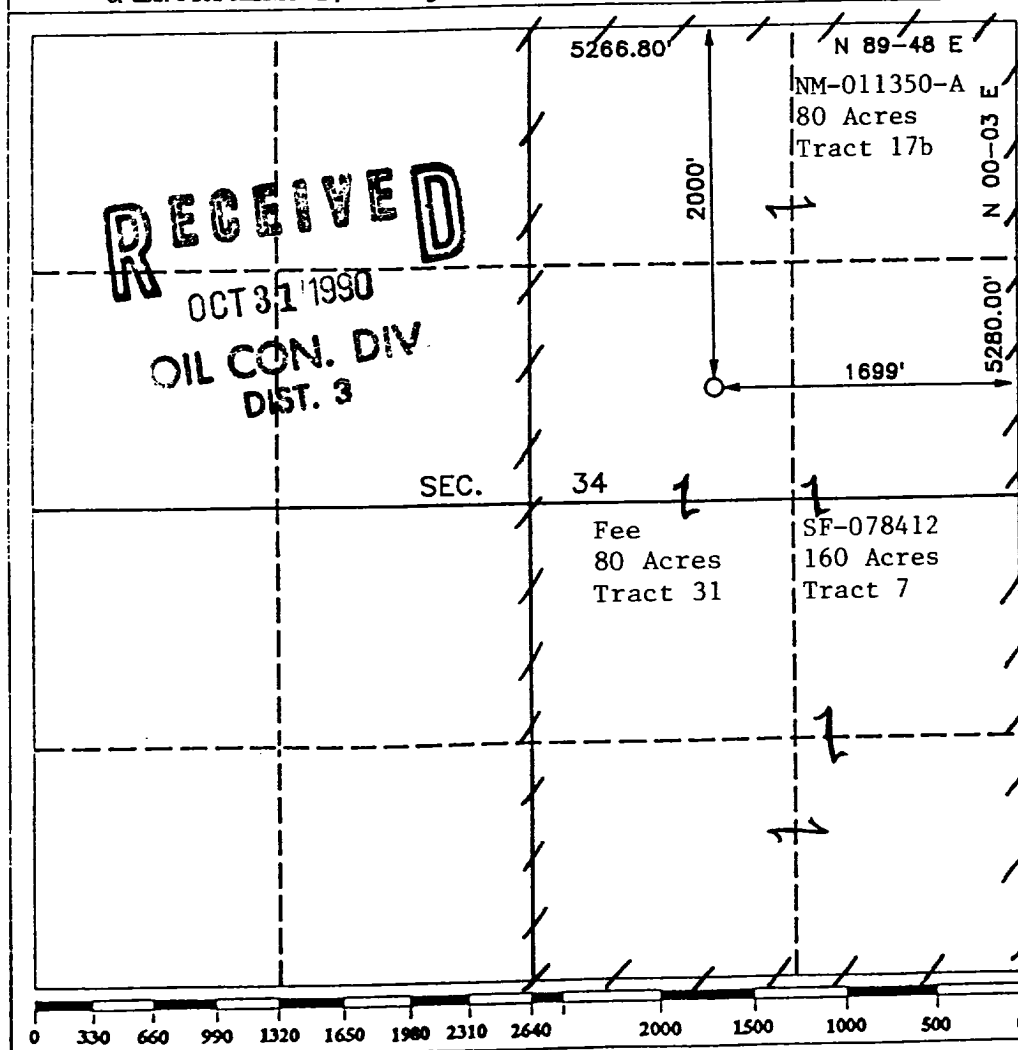 5266.80'
N 89-48 E
NM-011350-A
80 Acres
Tract 17b
N 00-03 E
2000'
RECEIVED
OCT 31 1990
OIL CON. DIV
DIST. 3
5280.00'
1699'
SEC. 34
Fee
80 Acres
Tract 31
SF-078412
160 Acres
Tract 7
0 330 660 990 1320 1650 1980 2310 2640 2000 1500 1000 500